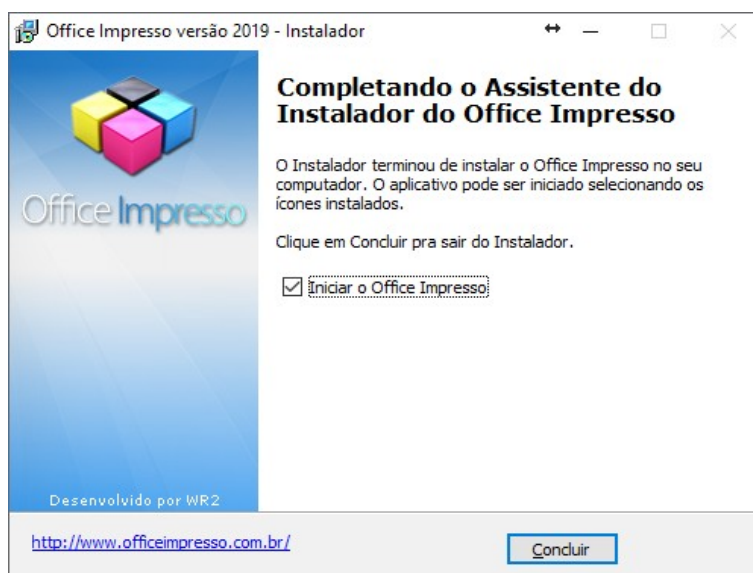 Office Impresso versão 2019 - Instalador
Completando o Assistente do
Instalador do Office Impresso
O Instalador terminou de instalar o Office Impresso no seu
computador. O aplicativo pode ser iniciado selecionando os
ícones instalados.
Clique em Concluir pra sair do Instalador.
Iniciar o Office Impresso
Office Impresso
Desenvolvido por WR2
http://www.officeimpresso.com.br/
Concluir